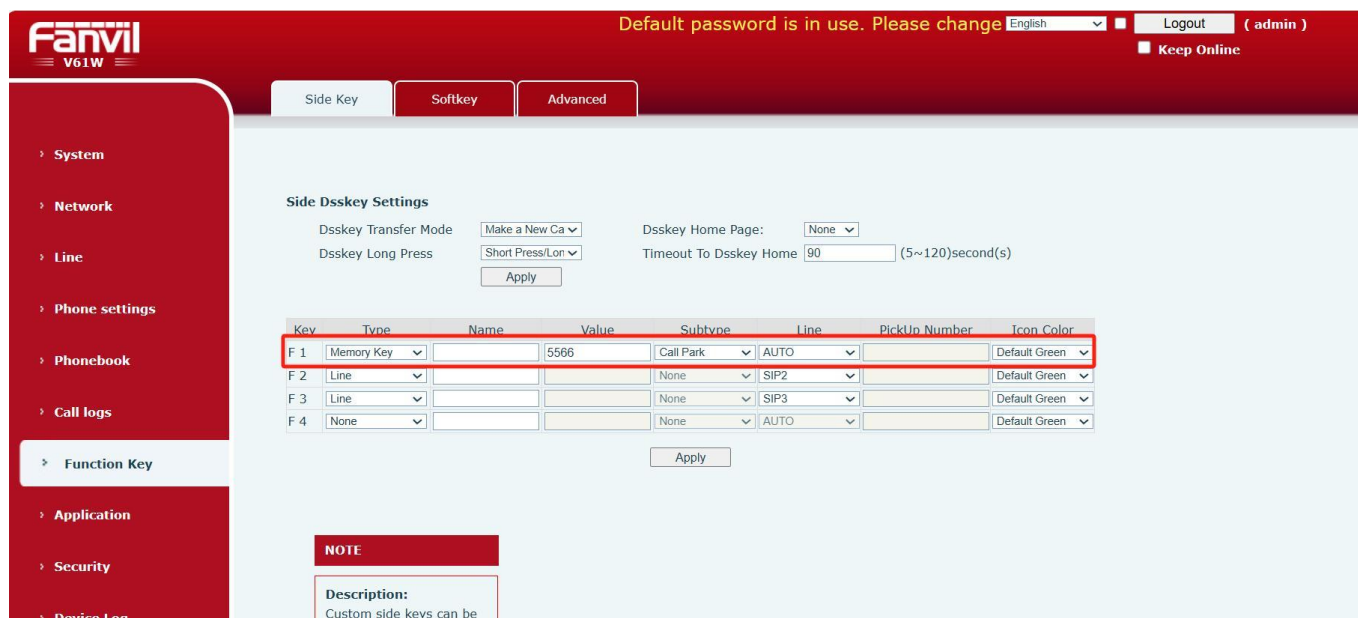 Default password is in use. Please change English Logout ( admin )
Fanvil
V61W
Keep Online
Side Key Softkey Advanced
System
Network
Line
Phone settings
Phonebook
Call logs
Function Key
Application
Security
Device Log
Side Dsskey Settings
Dsskey Transfer Mode Make a New Ca Dsskey Home Page: None
Dsskey Long Press Short Press/Lon Timeout To Dsskey Home 90 (5~120)second(s)
Apply
Key Type Name Value Subtype Line PickUp Number Icon Color
F 1 Memory Key 5566 Call Park AUTO Default Green
F 2 Line None SIP2 Default Green
F 3 Line None SIP3 Default Green
F 4 None None AUTO Default Green
Apply
NOTE
Description:
Custom side keys can be